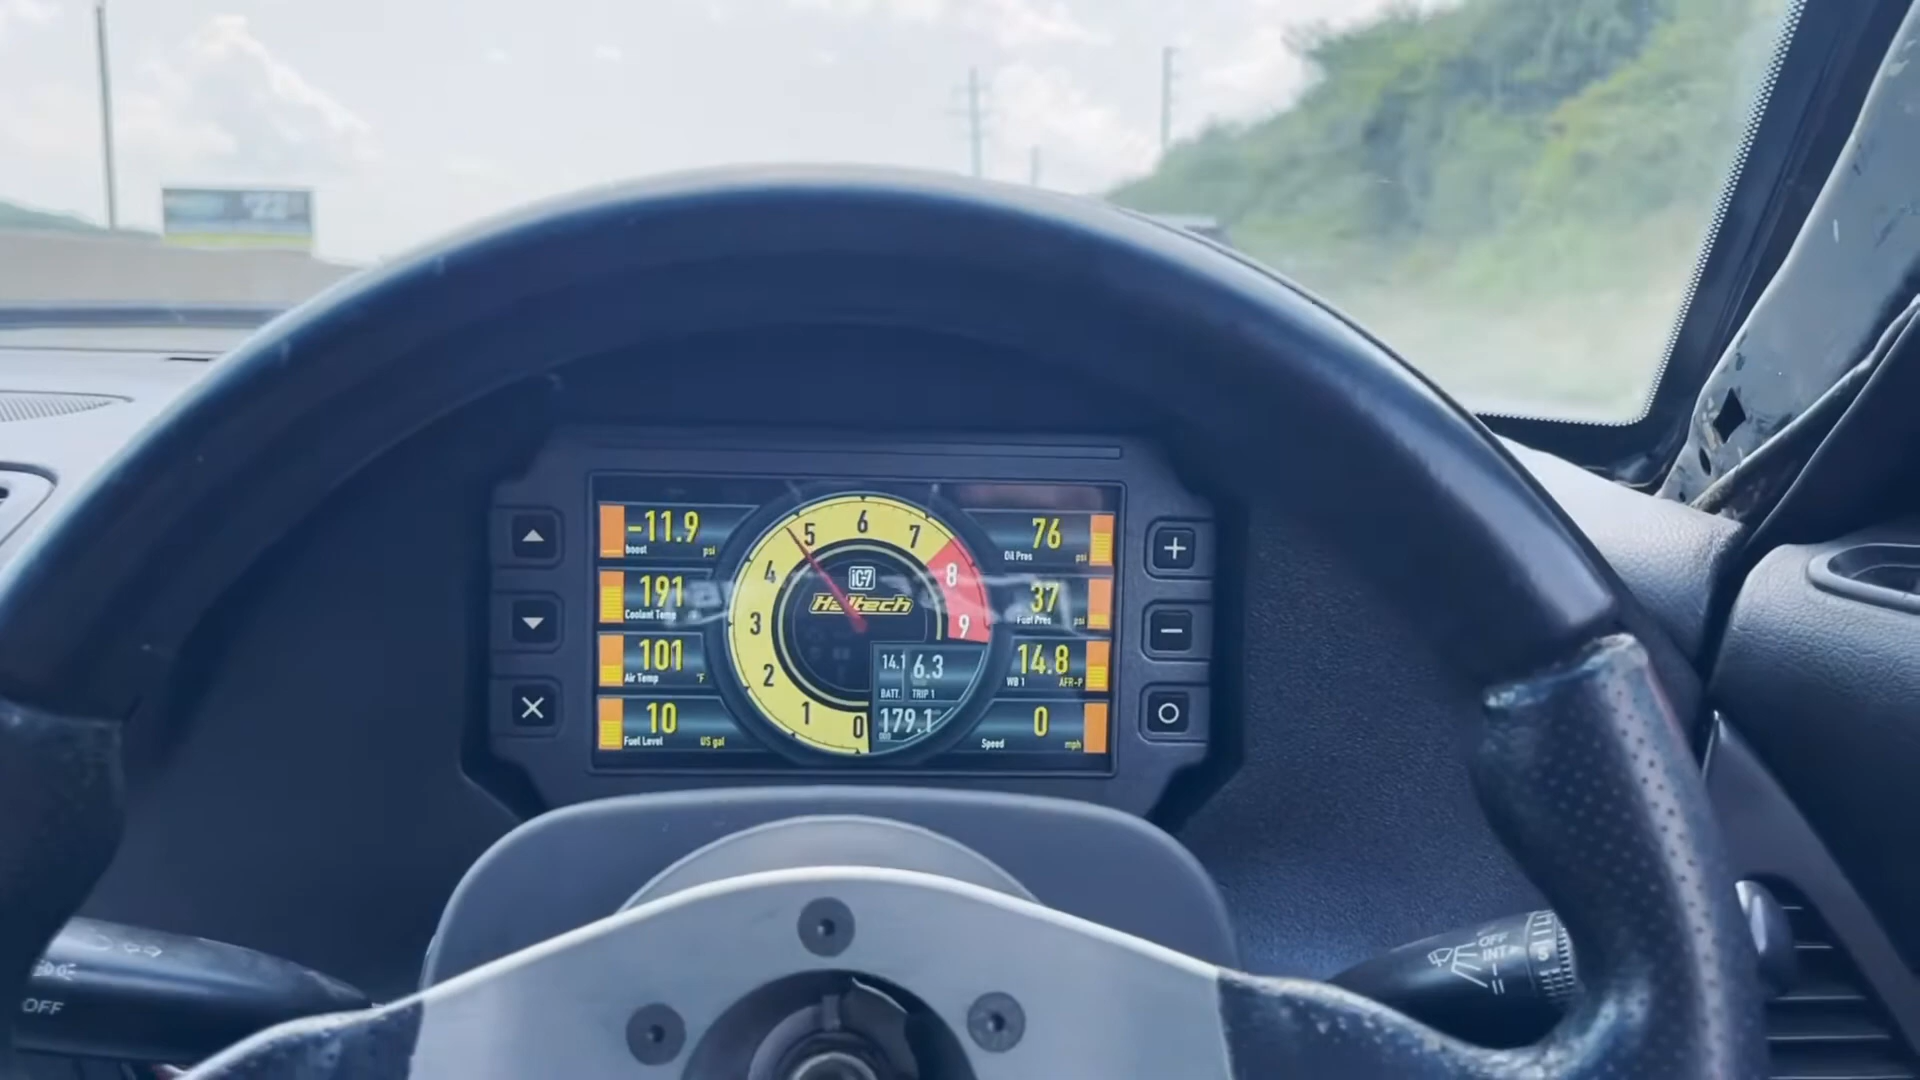 -11.9
boost psi
191
Coolant Temp
101
Air Temp °F
10
Fuel Level US gal
0 1 2 3 4 5 6 7 8 9
iC-7
Haltech
14.1 6.3
BATT. TRIP 1
179.1
ODO
76
Oil Pres psi
37
Fuel Pres psi
14.8
WB 1 AFR-P
0
Speed mph
OFF
OFF
INT